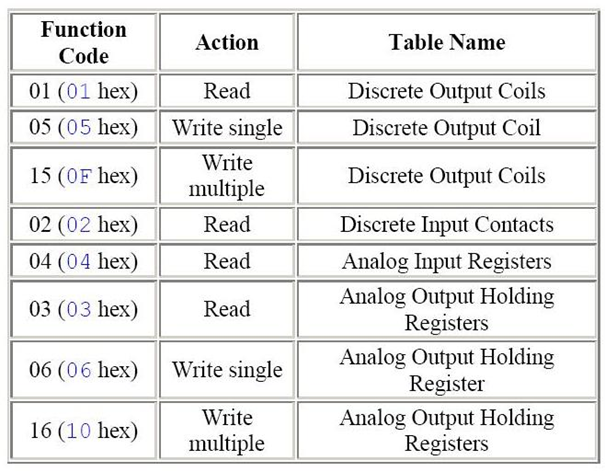 Function Code Action Table Name
01 (01 hex) Read Discrete Output Coils
05 (05 hex) Write single Discrete Output Coil
15 (0F hex) Write multiple Discrete Output Coils
02 (02 hex) Read Discrete Input Contacts
04 (04 hex) Read Analog Input Registers
03 (03 hex) Read Analog Output Holding Registers
06 (06 hex) Write single Analog Output Holding Register
16 (10 hex) Write multiple Analog Output Holding Registers